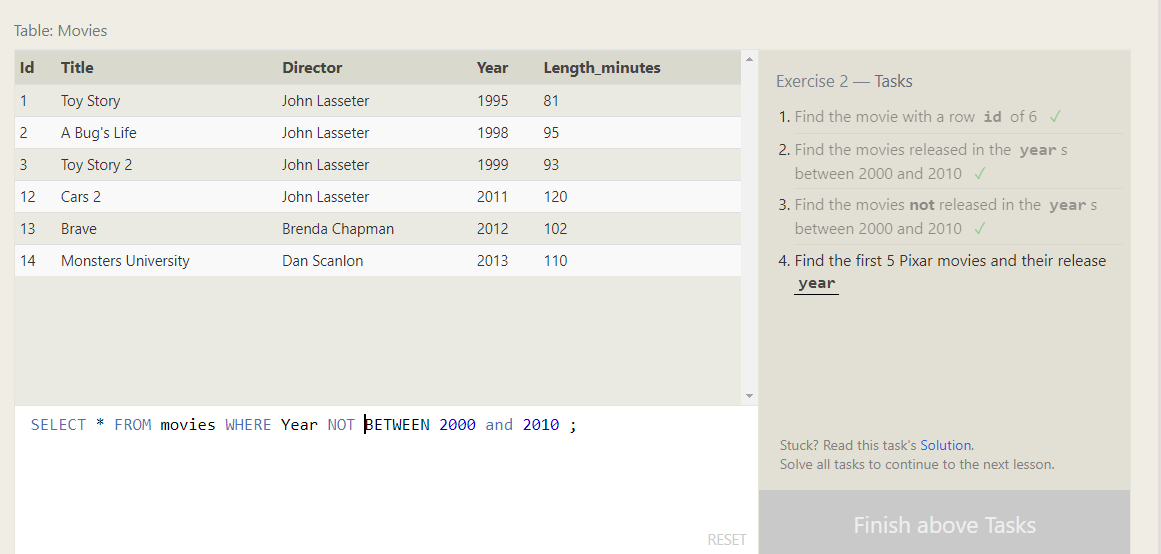 Table: Movies
Id Title Director Year Length_minutes
1 Toy Story John Lasseter 1995 81
2 A Bug's Life John Lasseter 1998 95
3 Toy Story 2 John Lasseter 1999 93
12 Cars 2 John Lasseter 2011 120
13 Brave Brenda Chapman 2012 102
14 Monsters University Dan Scanlon 2013 110
SELECT * FROM movies WHERE Year NOT BETWEEN 2000 and 2010 ;
RESET
Exercise 2 — Tasks
1. Find the movie with a row id of 6 ✓
2. Find the movies released in the year s
between 2000 and 2010 ✓
3. Find the movies not released in the year s
between 2000 and 2010 ✓
4. Find the first 5 Pixar movies and their release
year
Stuck? Read this task's Solution.
Solve all tasks to continue to the next lesson.
Finish above Tasks